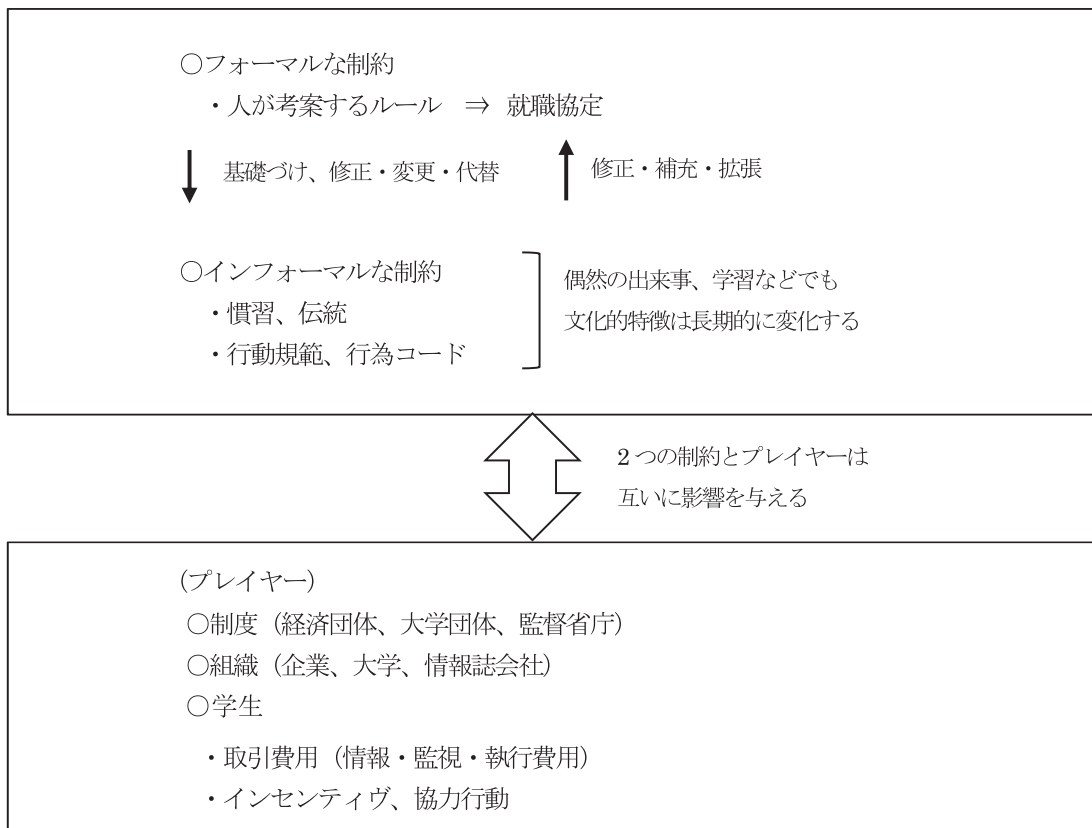 ○フォーマルな制約
・人が考案するルール ⇒ 就職協定
基礎づけ、修正・変更・代替
修正・補充・拡張
○インフォーマルな制約
・慣習、伝統
・行動規範、行為コード
偶然の出来事、学習などでも
文化的特徴は長期的に変化する
2つの制約とプレイヤーは
互いに影響を与える
(プレイヤー)
○制度（経済団体、大学団体、監督省庁）
○組織（企業、大学、情報誌会社）
○学生
・取引費用（情報・監視・執行費用）
・インセンティヴ、協力行動